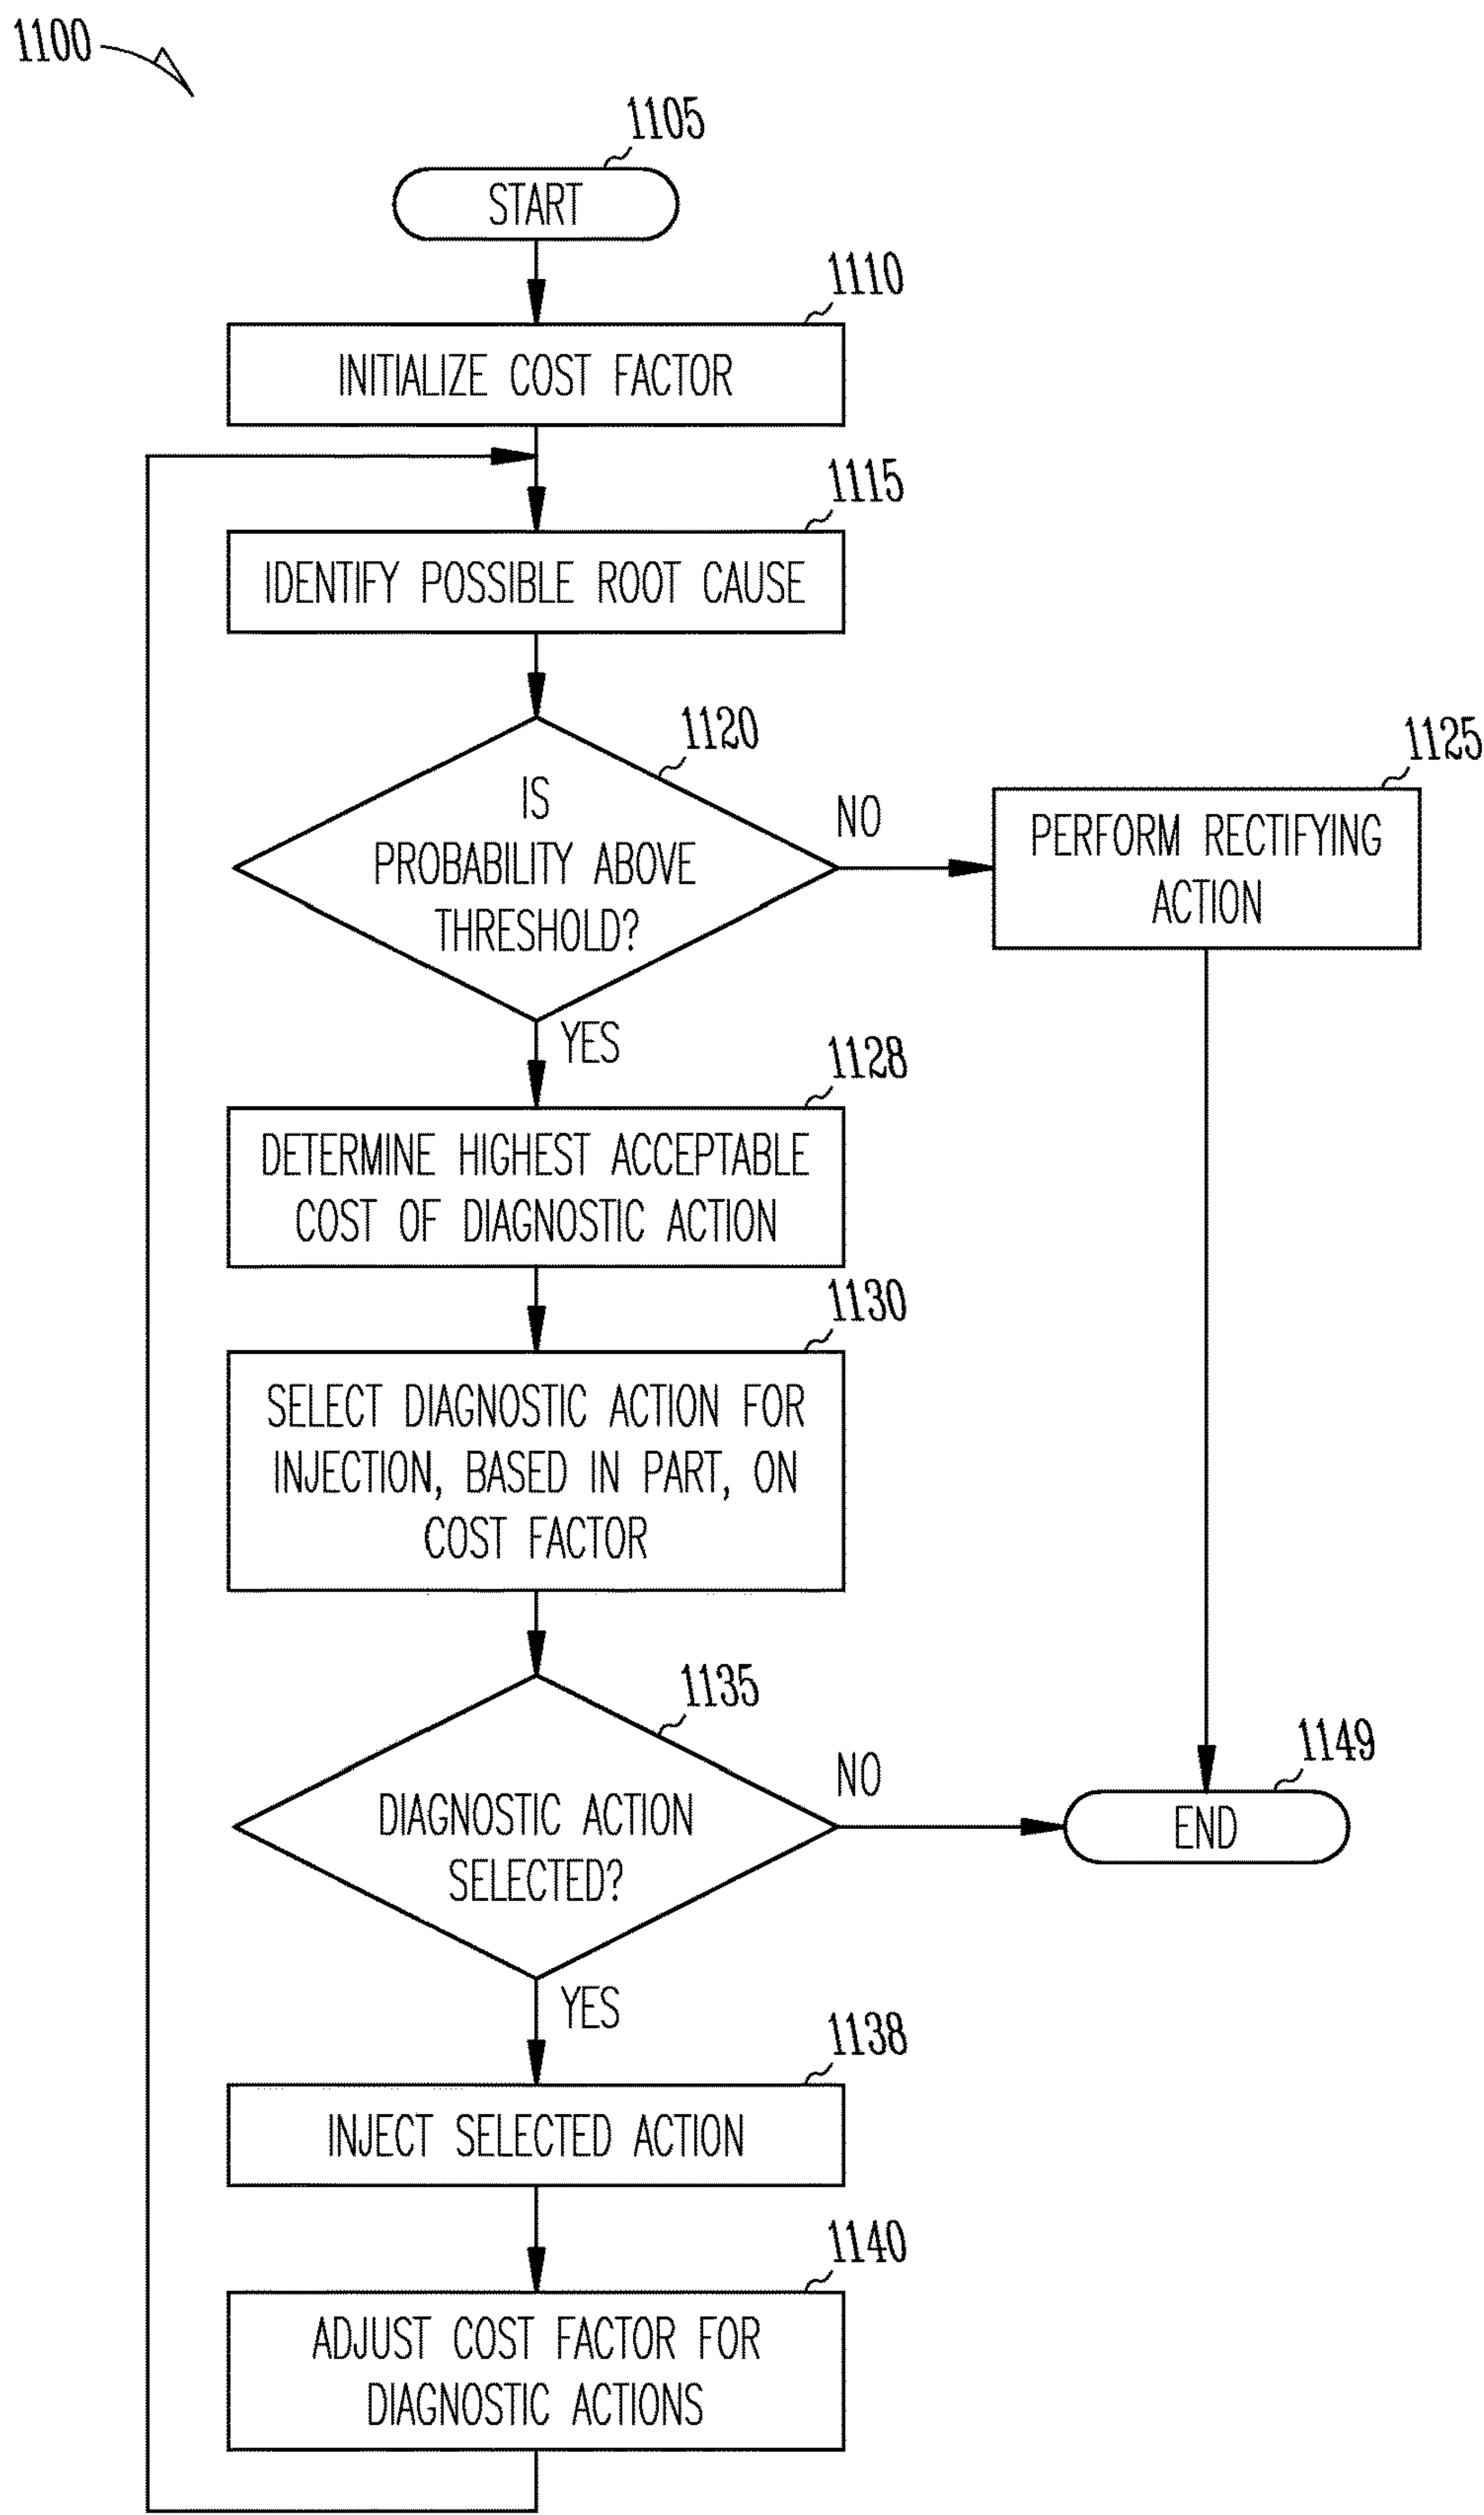 1100
1105
START
1110
INITIALIZE COST FACTOR
1115
IDENTIFY POSSIBLE ROOT CAUSE
1120
IS
PROBABILITY ABOVE
THRESHOLD?
NO
1125
PERFORM RECTIFYING
ACTION
YES
1128
DETERMINE HIGHEST ACCEPTABLE
COST OF DIAGNOSTIC ACTION
1130
SELECT DIAGNOSTIC ACTION FOR
INJECTION, BASED IN PART, ON
COST FACTOR
1135
DIAGNOSTIC ACTION
SELECTED?
NO
1149
END
YES
1138
INJECT SELECTED ACTION
1140
ADJUST COST FACTOR FOR
DIAGNOSTIC ACTIONS